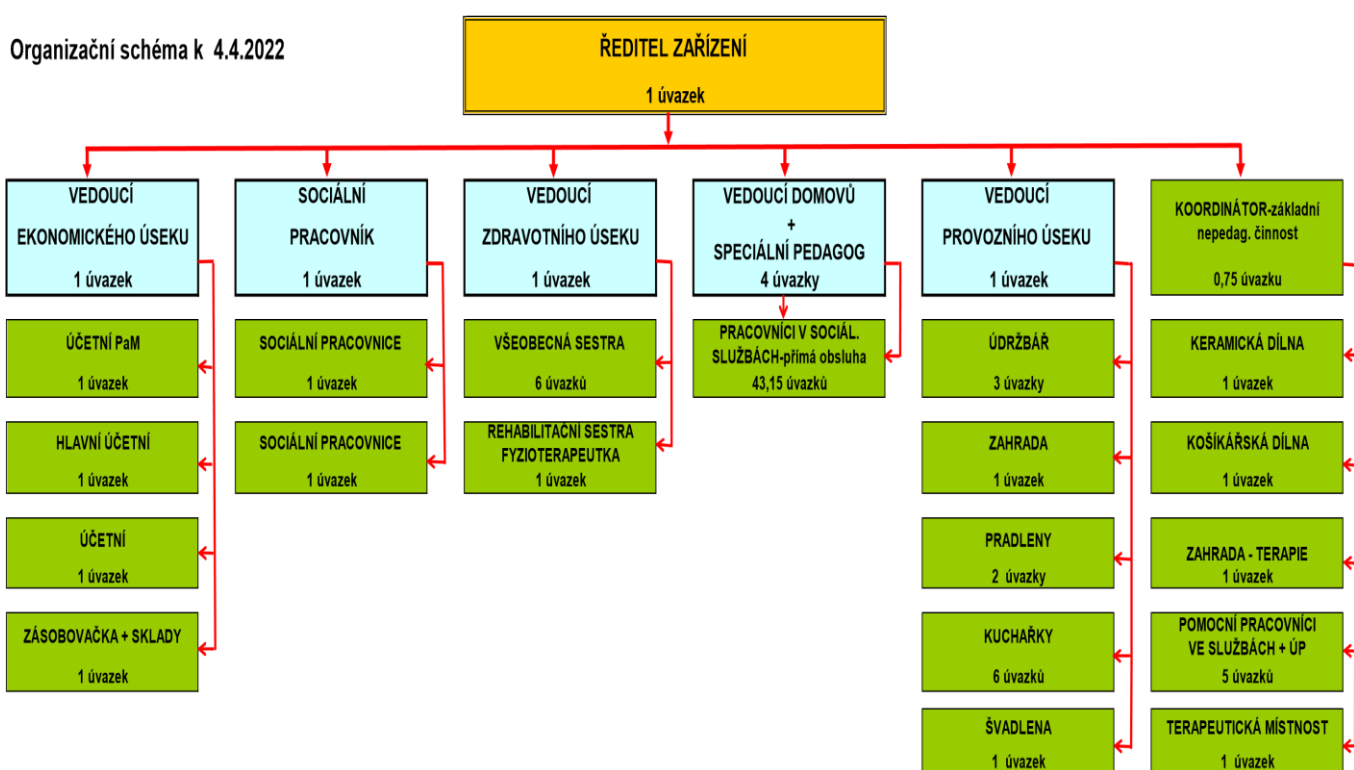 Organizační schéma k 4.4.2022
ŘEDITEL ZAŘÍZENÍ
1 úvazek
VEDOUCÍ
EKONOMICKÉHO ÚSEKU
1 úvazek
SOCIÁLNÍ
PRACOVNÍK
1 úvazek
VEDOUCÍ
ZDRAVOTNÍHO ÚSEKU
1 úvazek
VEDOUCÍ DOMOVŮ
+
SPECIÁLNÍ PEDAGOG
4 úvazky
VEDOUCÍ
PROVOZNÍHO ÚSEKU
1 úvazek
KOORDINÁTOR-základní
nepedag. činnost
0,75 úvazku
ÚČETNÍ PaM
1 úvazek
SOCIÁLNÍ PRACOVNICE
1 úvazek
VŠEOBECNÁ SESTRA
6 úvazků
PRACOVNÍCI V SOCIÁL.
SLUŽBÁCH-přímá obsluha
43,15 úvazků
ÚDRŽBÁŘ
3 úvazky
KERAMICKÁ DÍLNA
1 úvazek
HLAVNÍ ÚČETNÍ
1 úvazek
SOCIÁLNÍ PRACOVNICE
1 úvazek
REHABILITAČNÍ SESTRA
FYZIOTERAPEUTKA
1 úvazek
ZAHRADA
1 úvazek
KOŠÍKÁŘSKÁ DÍLNA
1 úvazek
ÚČETNÍ
1 úvazek
PRADLENY
2 úvazky
ZAHRADA - TERAPIE
1 úvazek
ZÁSOBOVAČKA + SKLADY
1 úvazek
KUCHAŘKY
6 úvazků
POMOCNÍ PRACOVNÍCI
VE SLUŽBÁCH + ÚP
5 úvazků
ŠVADLENA
1 úvazek
TERAPEUTICKÁ MÍSTNOST
1 úvazek